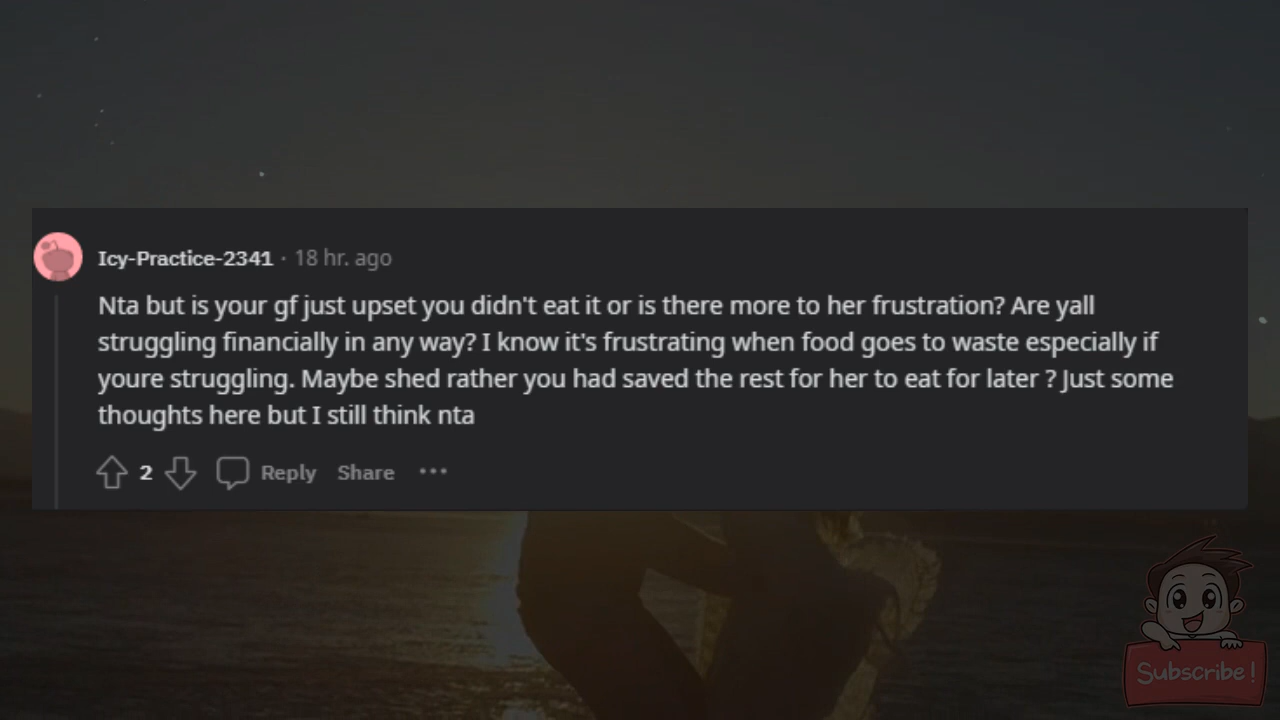 Icy-Practice-2341 · 18 hr. ago
Nta but is your gf just upset you didn't eat it or is there more to her frustration? Are yall
struggling financially in any way? I know it's frustrating when food goes to waste especially if
youre struggling. Maybe shed rather you had saved the rest for her to eat for later ? Just some
thoughts here but I still think nta
2 Reply Share ···
Subscribe!